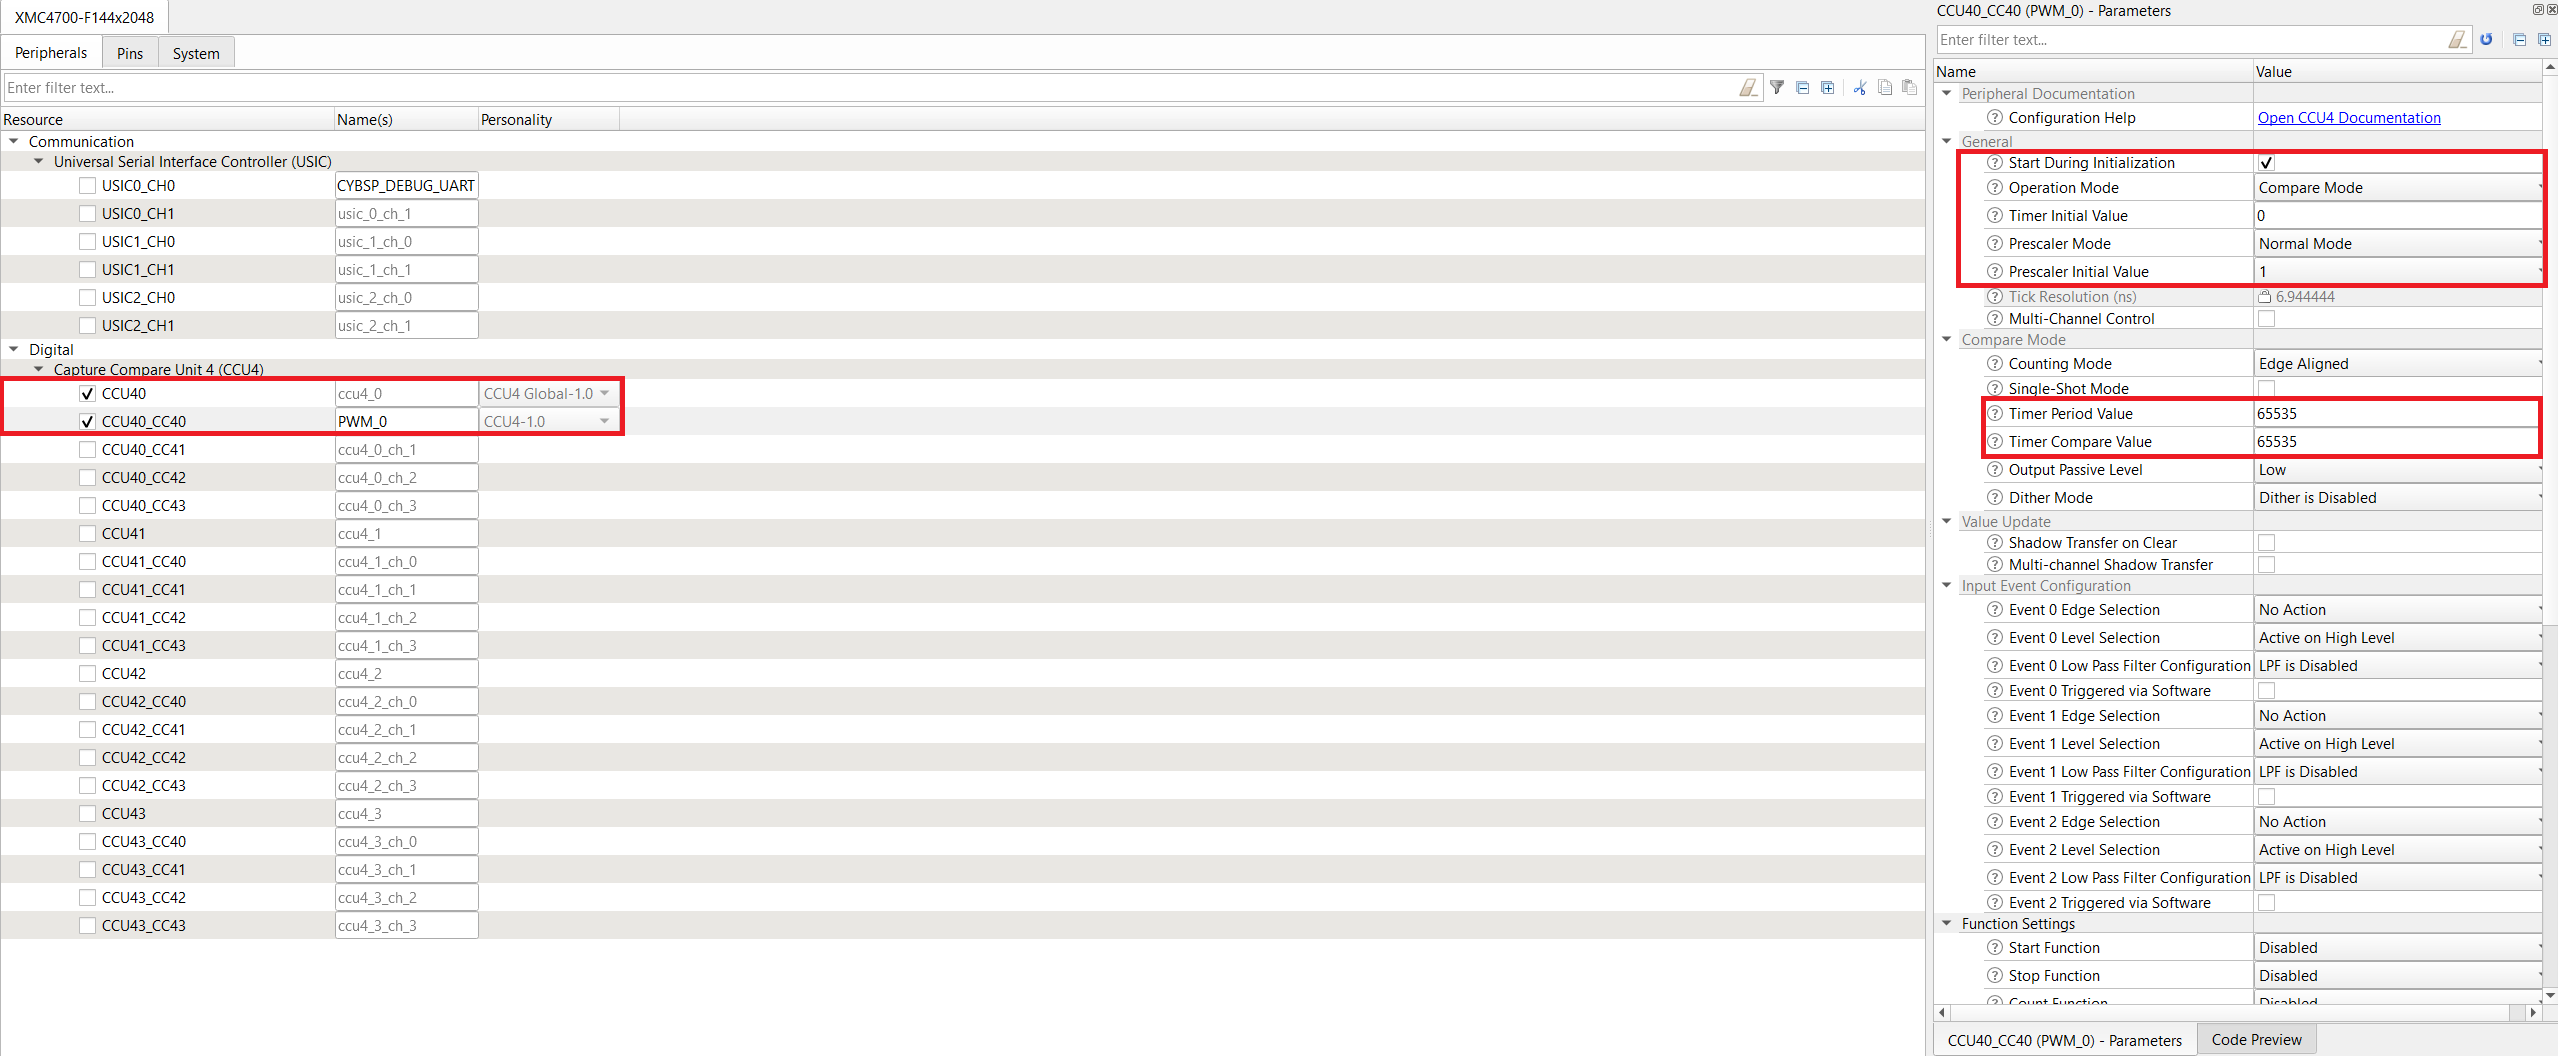 XMC4700-F144x2048
Peripherals Pins System
Enter filter text...
Resource Name(s) Personality
Communication
Universal Serial Interface Controller (USIC)
USIC0_CH0 CYBSP_DEBUG_UART
USIC0_CH1 usic_0_ch_1
USIC1_CH0 usic_1_ch_0
USIC1_CH1 usic_1_ch_1
USIC2_CH0 usic_2_ch_0
USIC2_CH1 usic_2_ch_1
Digital
Capture Compare Unit 4 (CCU4)
CCU40 ccu4_0 CCU4 Global-1.0
CCU40_CC40 PWM_0 CCU4-1.0
CCU40_CC41 ccu4_0_ch_1
CCU40_CC42 ccu4_0_ch_2
CCU40_CC43 ccu4_0_ch_3
CCU41 ccu4_1
CCU41_CC40 ccu4_1_ch_0
CCU41_CC41 ccu4_1_ch_1
CCU41_CC42 ccu4_1_ch_2
CCU41_CC43 ccu4_1_ch_3
CCU42 ccu4_2
CCU42_CC40 ccu4_2_ch_0
CCU42_CC41 ccu4_2_ch_1
CCU42_CC42 ccu4_2_ch_2
CCU42_CC43 ccu4_2_ch_3
CCU43 ccu4_3
CCU43_CC40 ccu4_3_ch_0
CCU43_CC41 ccu4_3_ch_1
CCU43_CC42 ccu4_3_ch_2
CCU43_CC43 ccu4_3_ch_3
CCU40_CC40 (PWM_0) - Parameters
Enter filter text...
Name Value
Peripheral Documentation
Configuration Help Open CCU4 Documentation
General
Start During Initialization
Operation Mode Compare Mode
Timer Initial Value 0
Prescaler Mode Normal Mode
Prescaler Initial Value 1
Tick Resolution (ns) 6.944444
Multi-Channel Control
Compare Mode
Counting Mode Edge Aligned
Single-Shot Mode
Timer Period Value 65535
Timer Compare Value 65535
Output Passive Level Low
Dither Mode Dither is Disabled
Value Update
Shadow Transfer on Clear
Multi-channel Shadow Transfer
Input Event Configuration
Event 0 Edge Selection No Action
Event 0 Level Selection Active on High Level
Event 0 Low Pass Filter Configuration LPF is Disabled
Event 0 Triggered via Software
Event 1 Edge Selection No Action
Event 1 Level Selection Active on High Level
Event 1 Low Pass Filter Configuration LPF is Disabled
Event 1 Triggered via Software
Event 2 Edge Selection No Action
Event 2 Level Selection Active on High Level
Event 2 Low Pass Filter Configuration LPF is Disabled
Event 2 Triggered via Software
Function Settings
Start Function Disabled
Stop Function Disabled
Count Function Disabled
CCU40_CC40 (PWM_0) - Parameters Code Preview